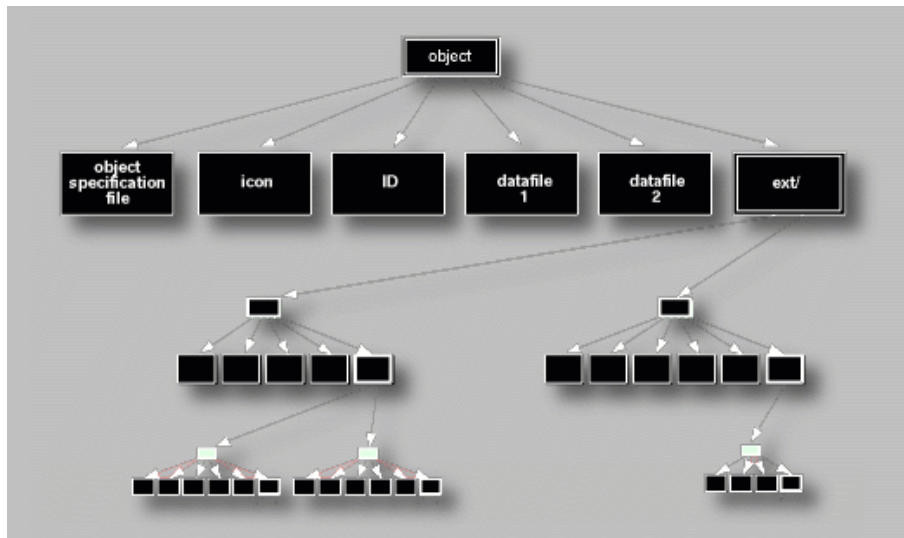 object
object
specification
file
icon
ID
datafile
1
datafile
2
ext/